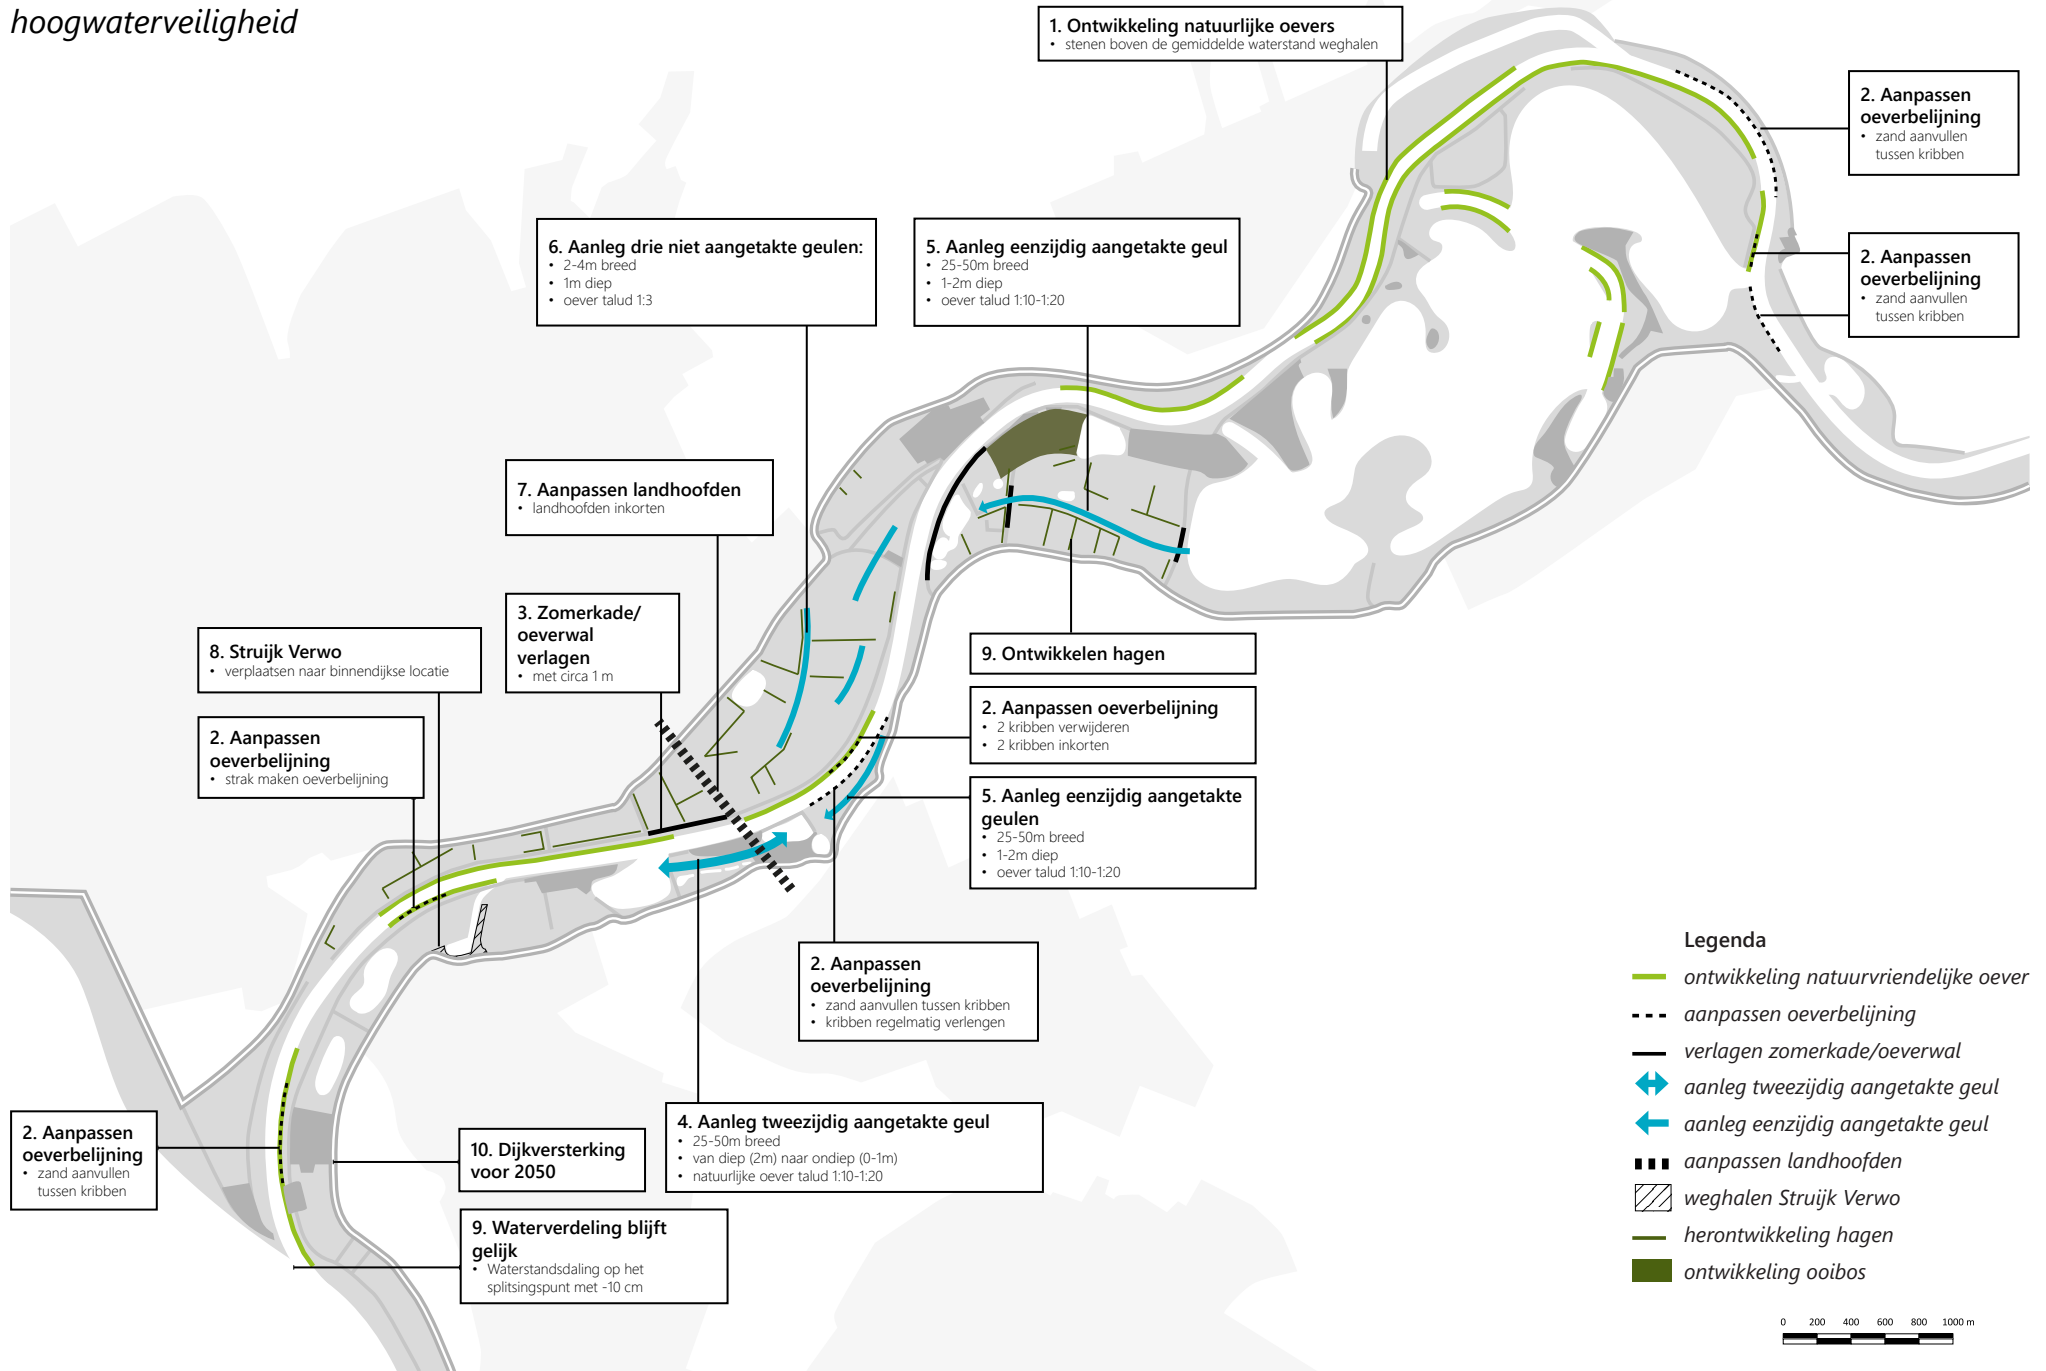 hoogwaterveiligheid
1. Ontwikkeling natuurlijke oevers
• stenen boven de gemiddelde waterstand weghalen
2. Aanpassen
oeverbelijning
• zand aanvullen
tussen kribben
2. Aanpassen
oeverbelijning
• zand aanvullen
tussen kribben
6. Aanleg drie niet aangetakte geulen:
• 2-4m breed
• 1m diep
• oever talud 1:3
5. Aanleg eenzijdig aangetakte geul
• 25-50m breed
• 1-2m diep
• oever talud 1:10-1:20
7. Aanpassen landhoofden
• landhoofden inkorten
3. Zomerkade/
oeverwal
verlagen
• met circa 1 m
8. Struijk Verwo
• verplaatsen naar binnendijkse locatie
2. Aanpassen
oeverbelijning
• strak maken oeverbelijning
9. Ontwikkelen hagen
2. Aanpassen oeverbelijning
• 2 kribben verwijderen
• 2 kribben inkorten
5. Aanleg eenzijdig aangetakte
geulen
• 25-50m breed
• 1-2m diep
• oever talud 1:10-1:20
2. Aanpassen
oeverbelijning
• zand aanvullen tussen kribben
• kribben regelmatig verlengen
4. Aanleg tweezijdig aangetakte geul
• 25-50m breed
• van diep (2m) naar ondiep (0-1m)
• natuurlijke oever talud 1:10-1:20
2. Aanpassen
oeverbelijning
• zand aanvullen
tussen kribben
10. Dijkversterking
voor 2050
9. Waterverdeling blijft
gelijk
• Waterstandsdaling op het
splitsingspunt met -10 cm
Legenda
ontwikkeling natuurvriendelijke oever
aanpassen oeverbelijning
verlagen zomerkade/oeverwal
aanleg tweezijdig aangetakte geul
aanleg eenzijdig aangetakte geul
aanpassen landhoofden
weghalen Struijk Verwo
herontwikkeling hagen
ontwikkeling ooibos
0 200 400 600 800 1000 m